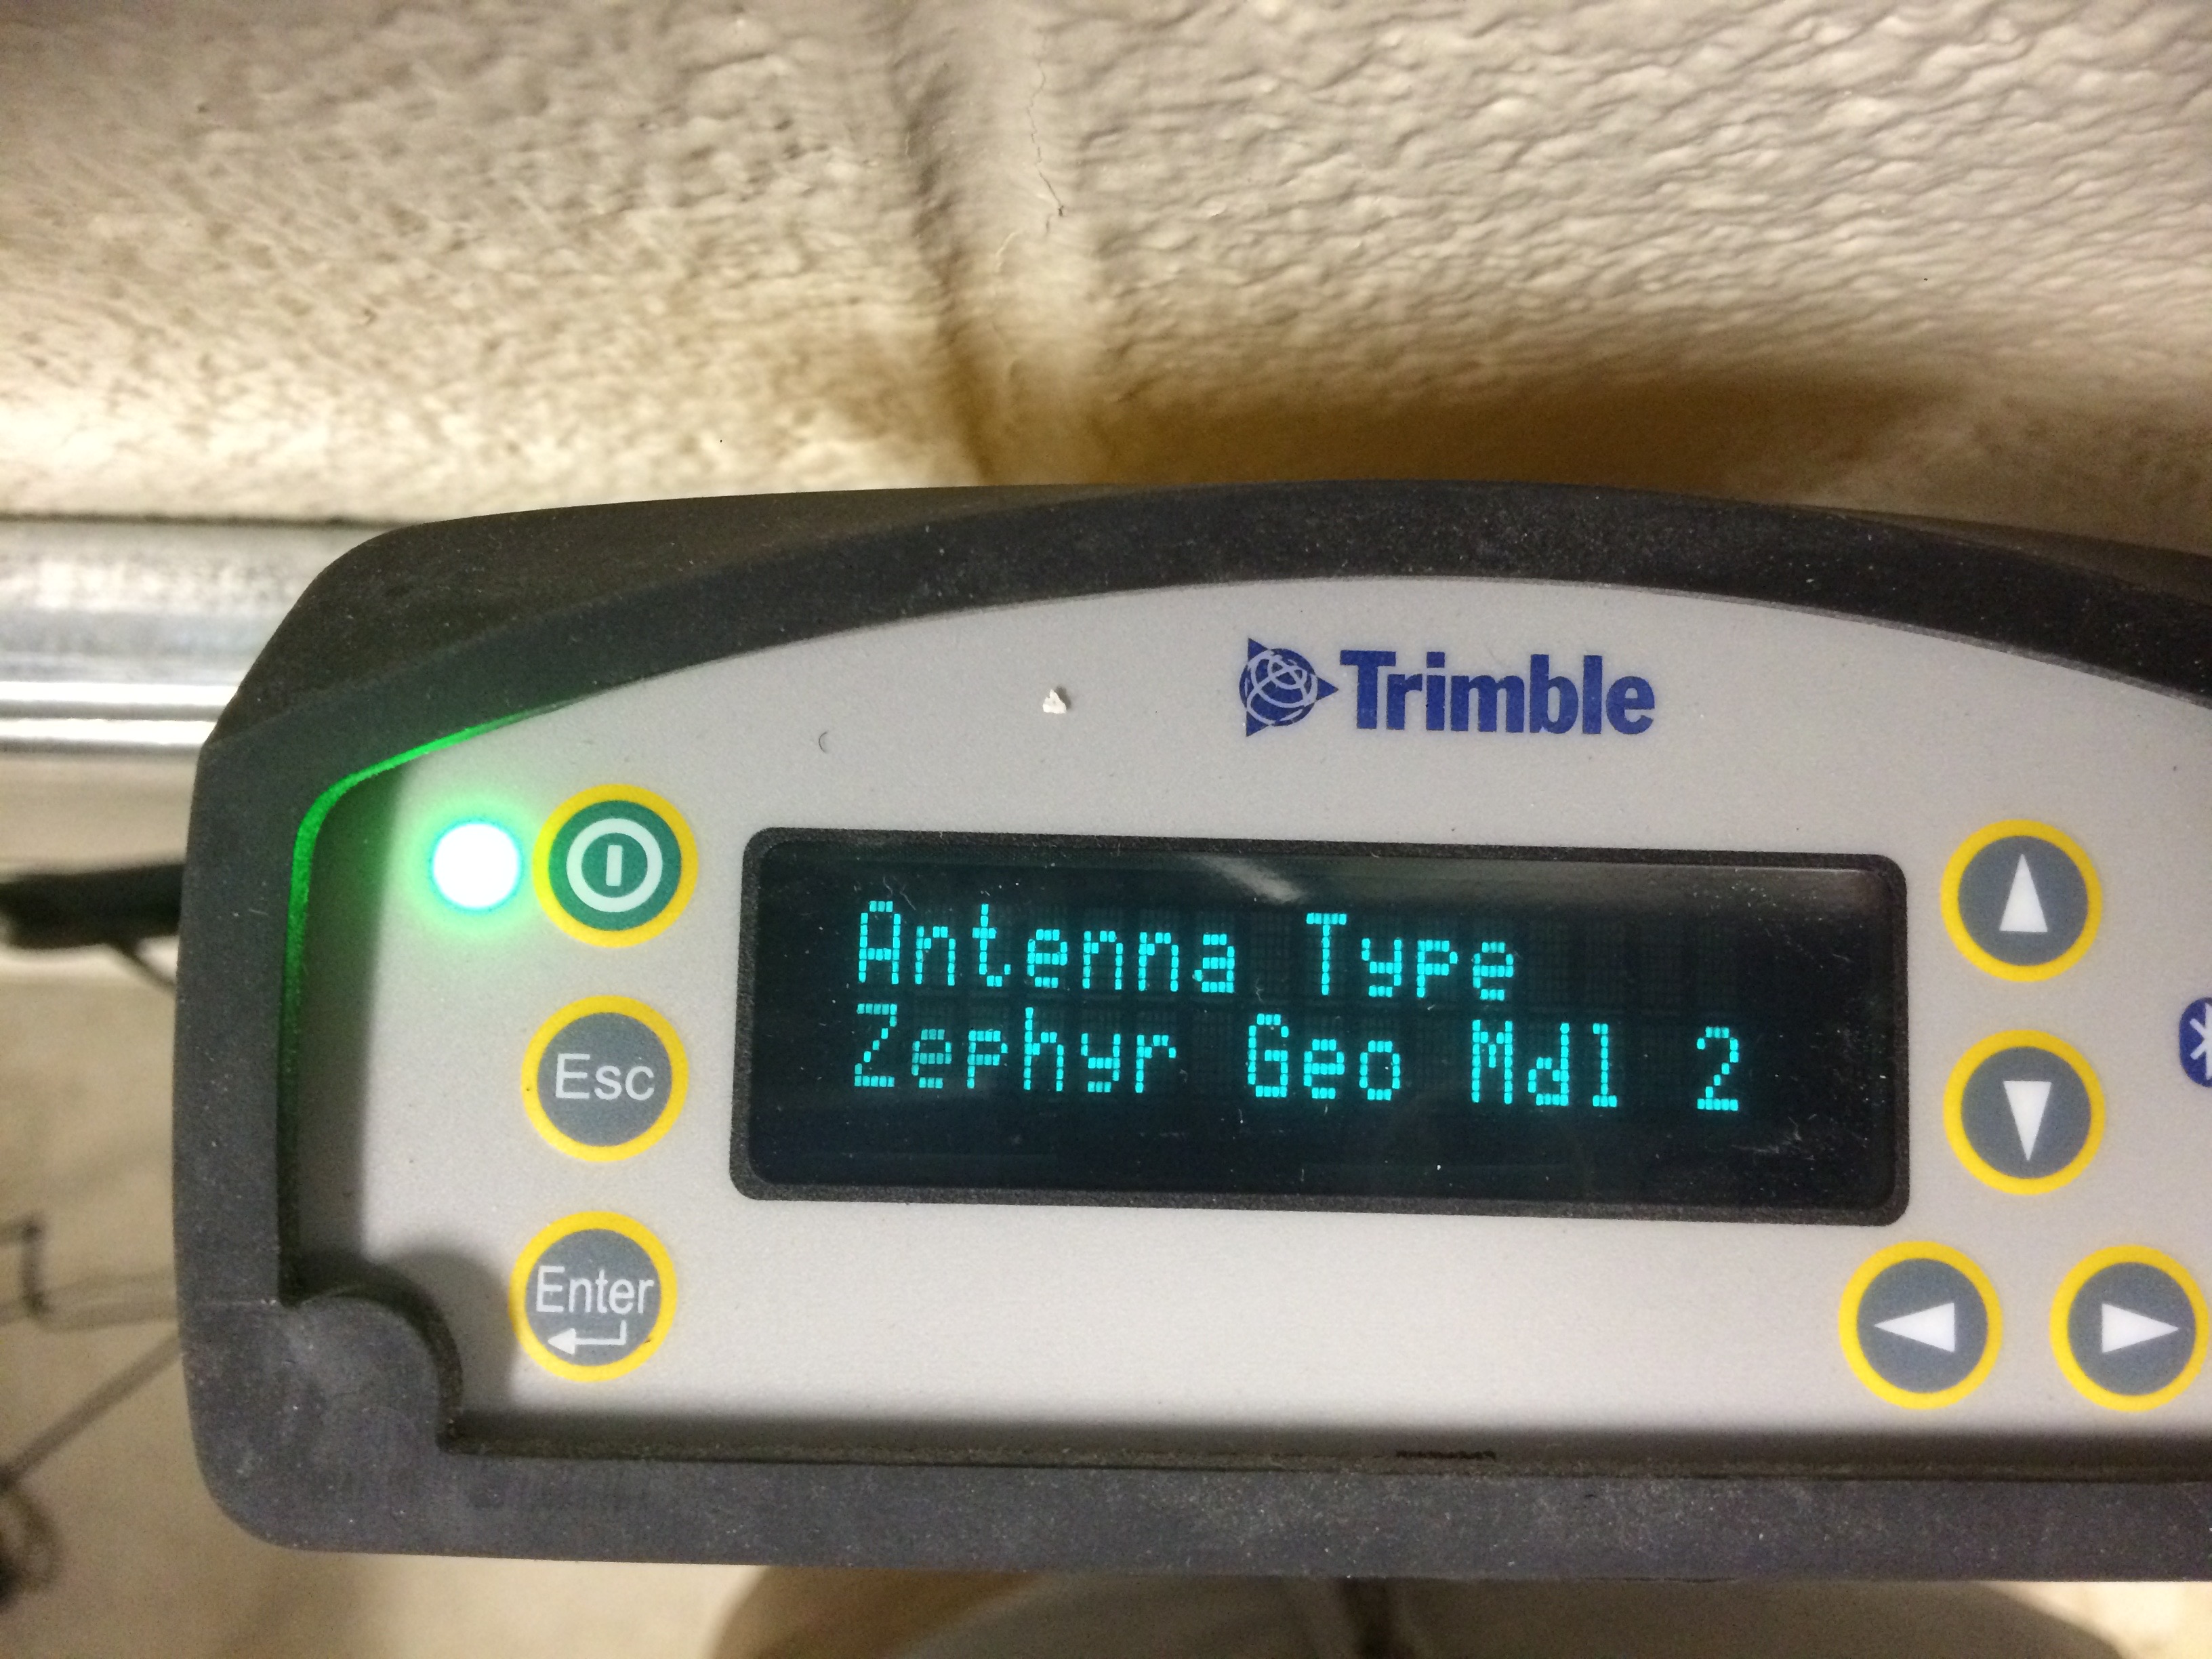 Trimble
Antenna Type
Zephyr Geo Mdl 2
Esc
Enter